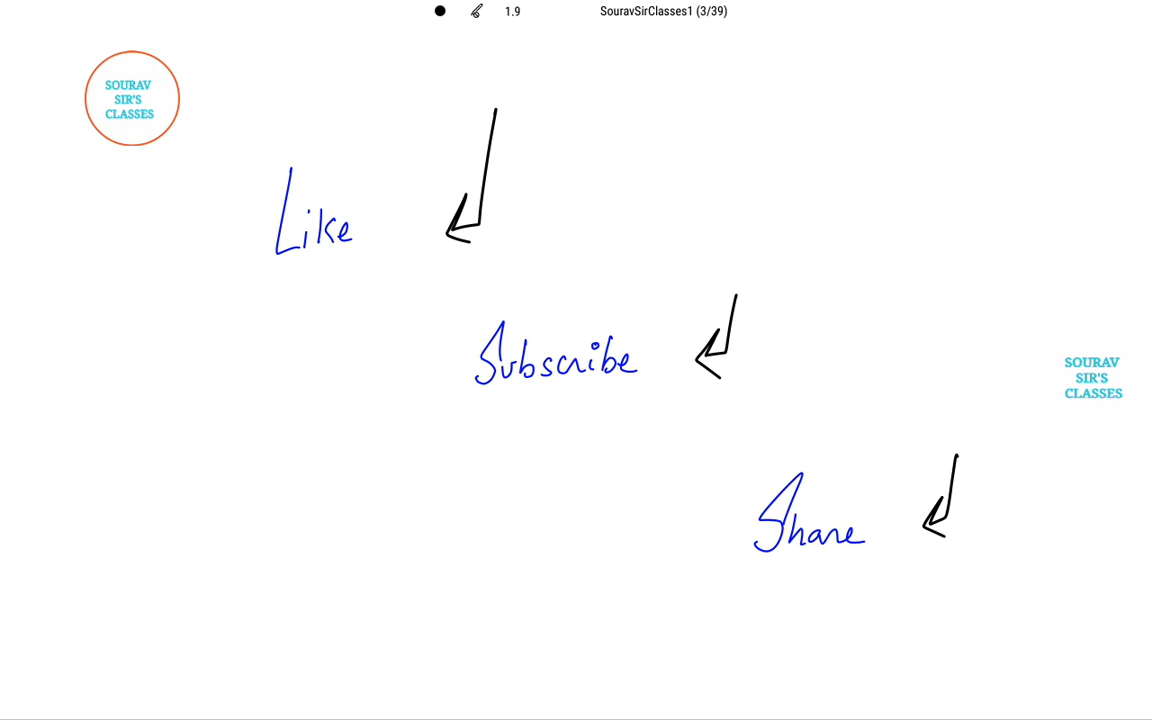 1.9 SouravSirClasses1 (3/39)
SOURAV
SIR'S
CLASSES
Like
Subscribe
SOURAV
SIR'S
CLASSES
Share